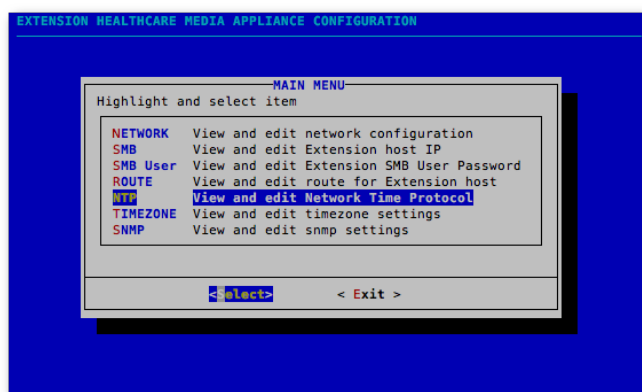 EXTENSION HEALTHCARE MEDIA APPLIANCE CONFIGURATION
MAIN MENU
Highlight and select item
NETWORK View and edit network configuration
SMB View and edit Extension host IP
SMB User View and edit Extension SMB User Password
ROUTE View and edit route for Extension host
NTP View and edit Network Time Protocol
TIMEZONE View and edit timezone settings
SNMP View and edit snmp settings
<Select> < Exit >